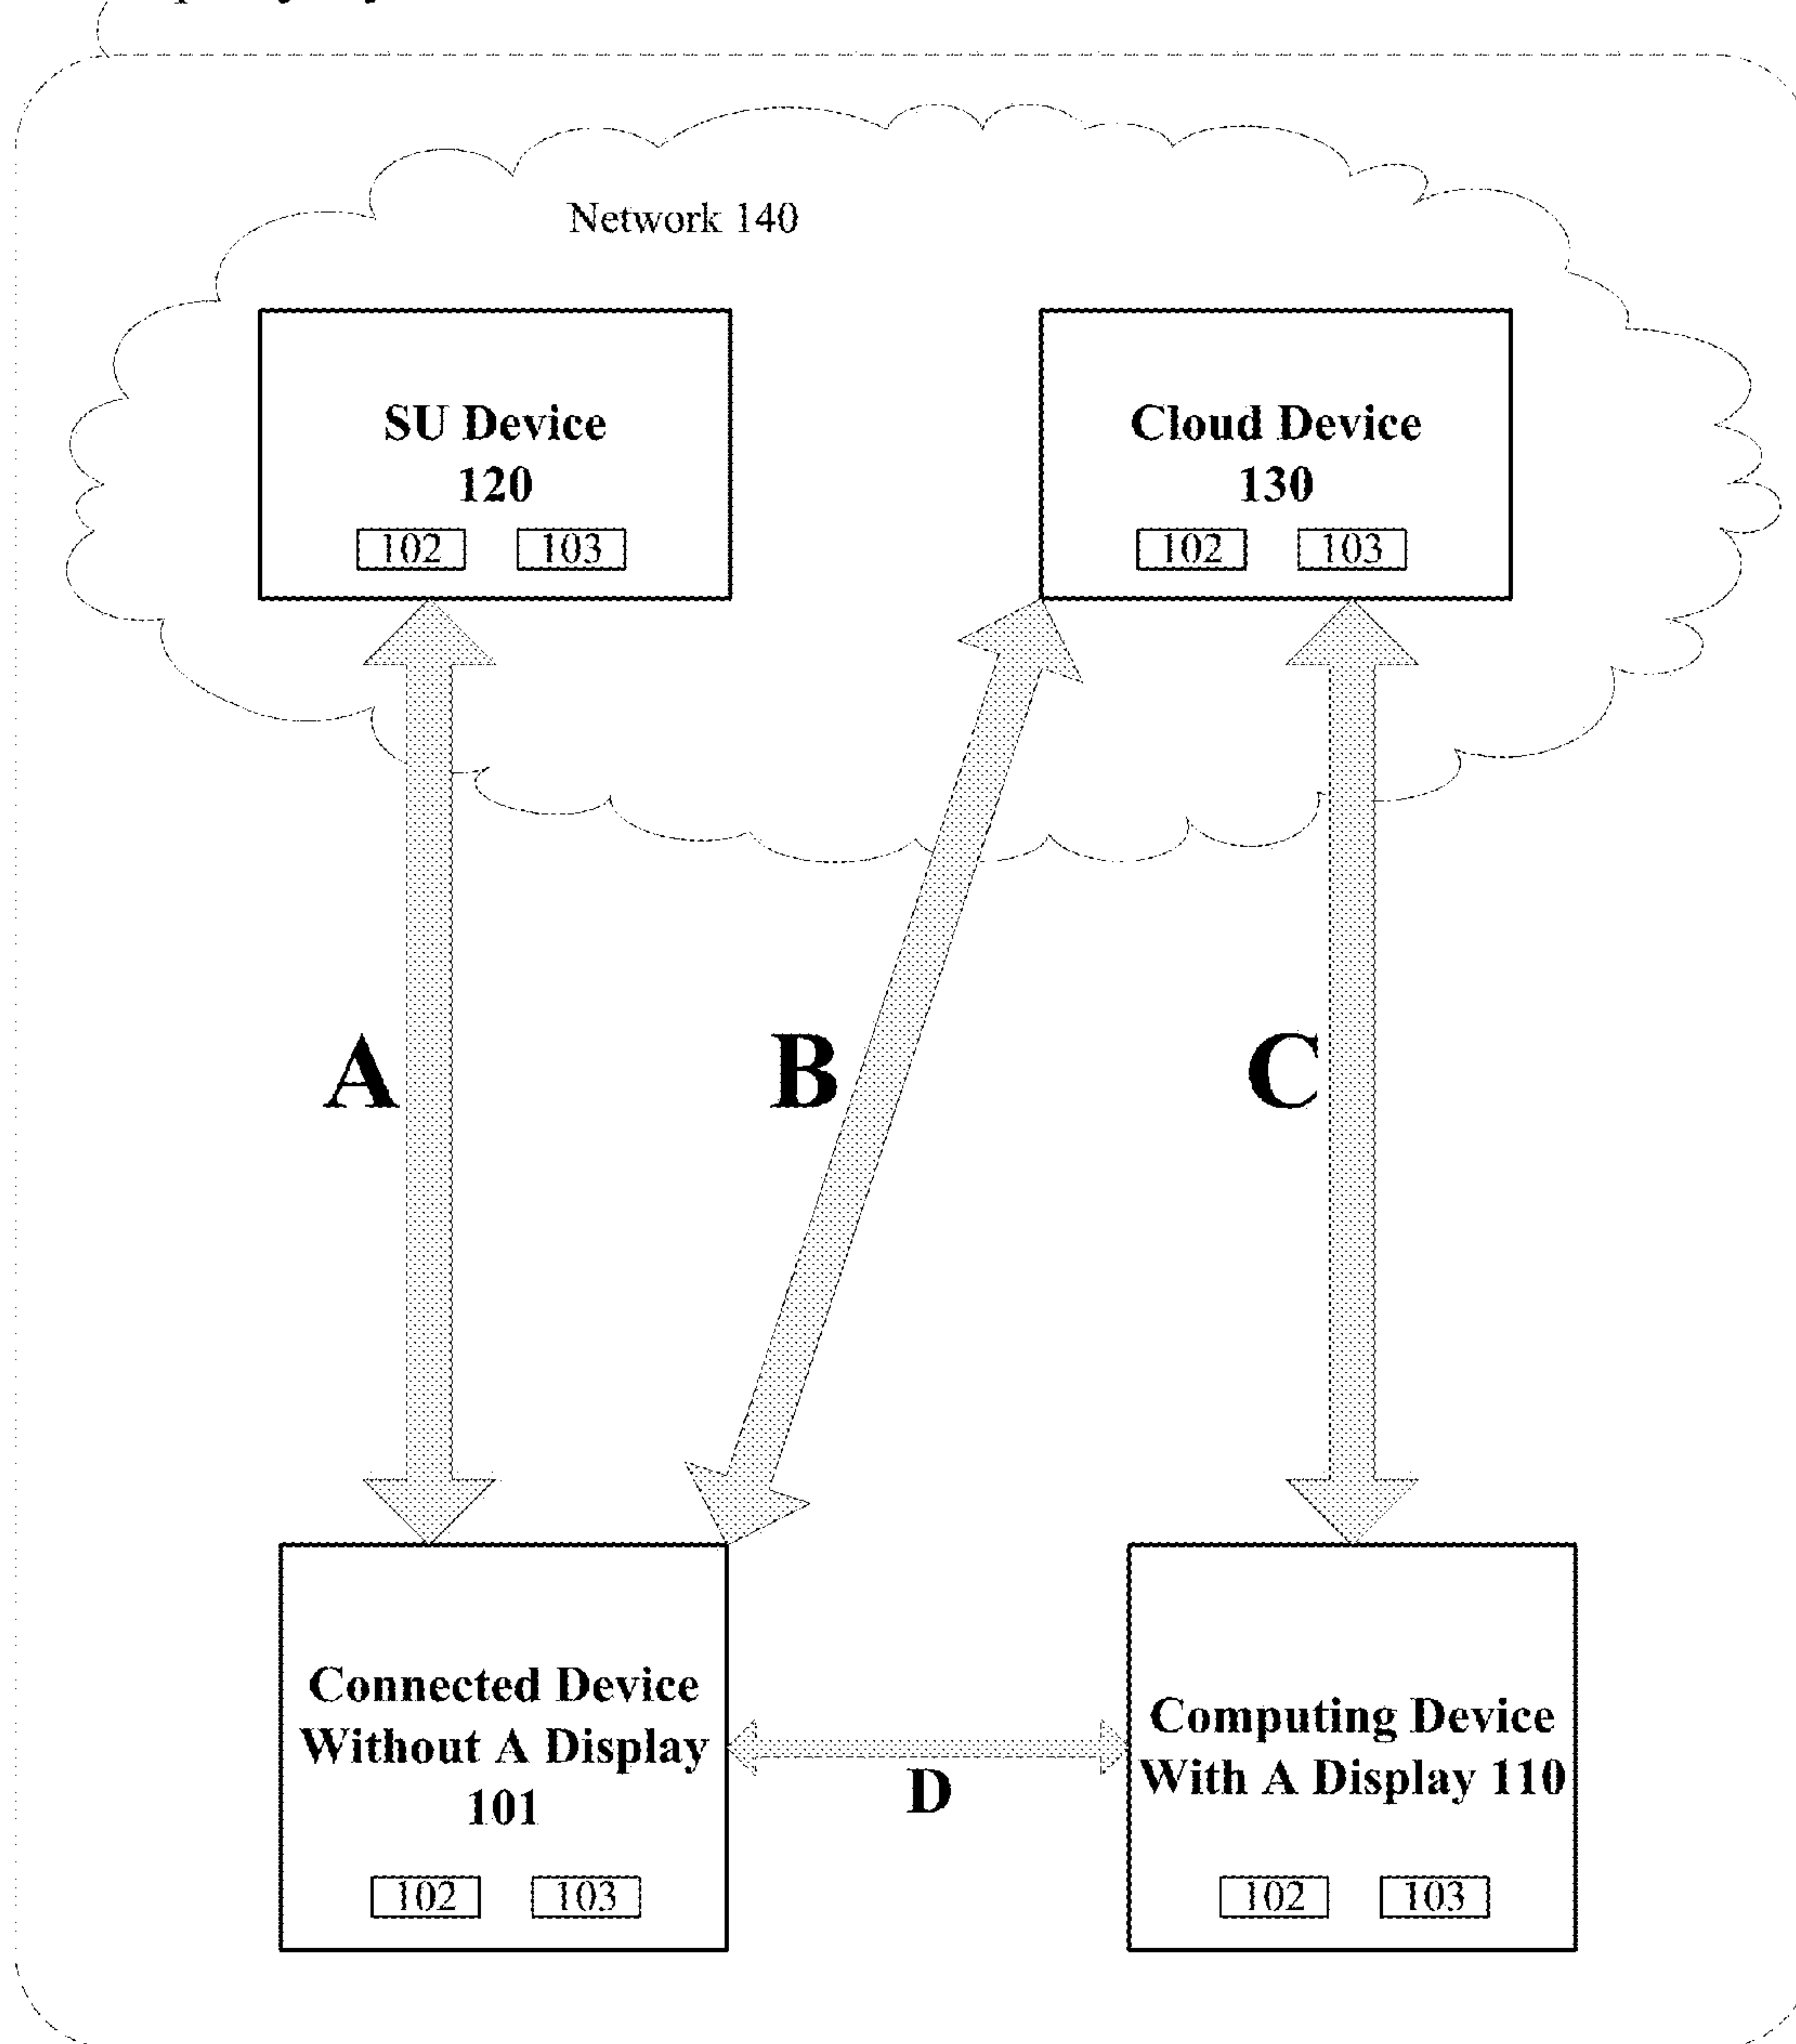 Network 140
SU Device
120
102 103
Cloud Device
130
102 103
A
B
C
Connected Device
Without A Display
101
102 103
D
Computing Device
With A Display 110
102 103